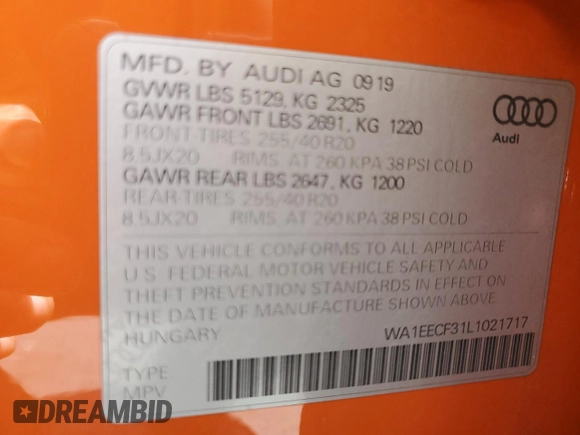 MFD. BY AUDI AG 09 19
GVWR LBS 5129, KG 2325
GAWR FRONT LBS 2691, KG 1220
FRONT-TIRES 255/40 R20
8.5JX20 RIMS AT 260 KPA 38 PSI COLD
GAWR REAR LBS 2647, KG 1200
REAR-TIRES 255/40 R20
8.5JX20 RIMS AT 260 KPA 38 PSI COLD
Audi
THIS VEHICLE CONFORMS TO ALL APPLICABLE
U.S. FEDERAL MOTOR VEHICLE SAFETY AND
THEFT PREVENTION STANDARDS IN EFFECT ON
THE DATE OF MANUFACTURE SHOWN ABOVE.
HUNGARY WA1EECF31L1021717
TYPE
MPV
DREAMBID